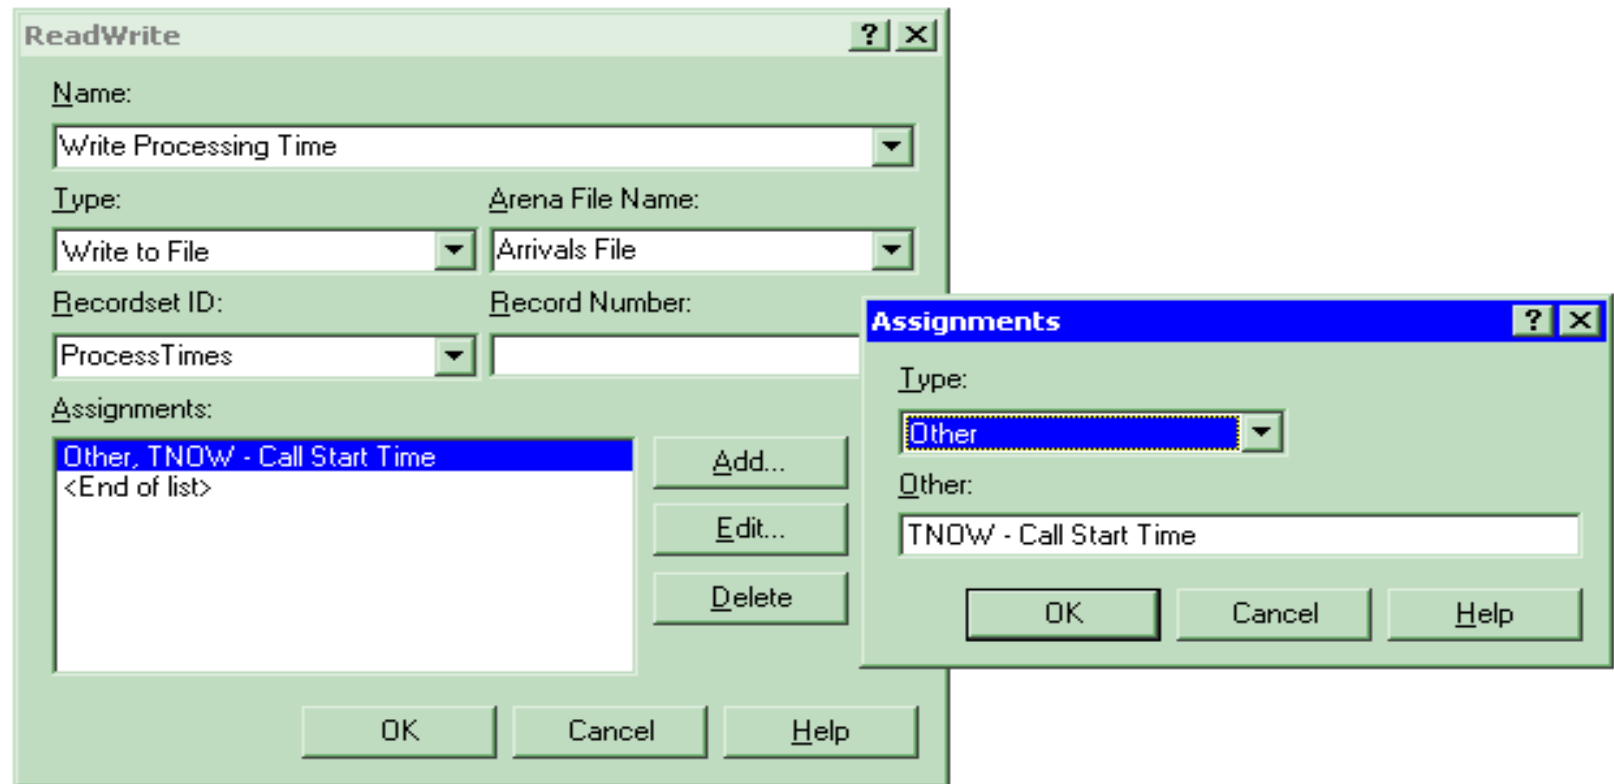 ReadWrite
Name:
Write Processing Time
Type:
Arena File Name:
Write to File
Arrivals File
Recordset ID:
Record Number:
ProcessTimes
Assignments:
Other, TNOW - Call Start Time
<End of list>
Add...
Edit...
Delete
OK
Cancel
Help
Assignments
Type:
Other
Other:
TNOW - Call Start Time
OK
Cancel
Help